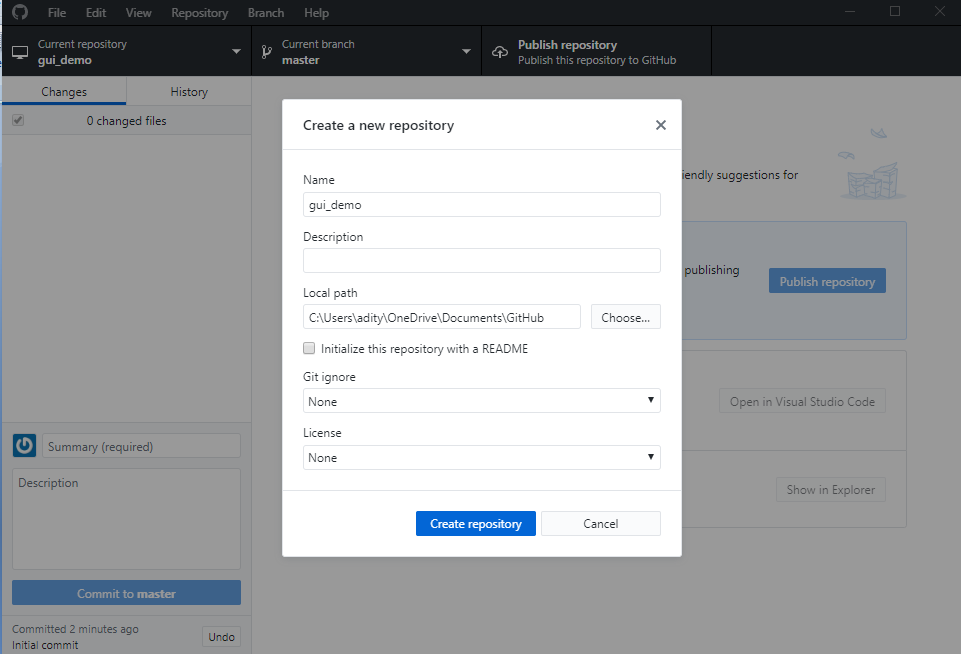 File Edit View Repository Branch Help
Current repository
gui_demo
Current branch
master
Publish repository
Publish this repository to GitHub
Changes History
0 changed files
Create a new repository
Name
gui_demo
Description
Local path
C:\Users\adity\OneDrive\Documents\GitHub
Choose...
Initialize this repository with a README
Git ignore
None
License
None
Create repository
Cancel
iendly suggestions for
publishing
Publish repository
Open in Visual Studio Code
Show in Explorer
Summary (required)
Description
Commit to master
Committed 2 minutes ago
Initial commit
Undo